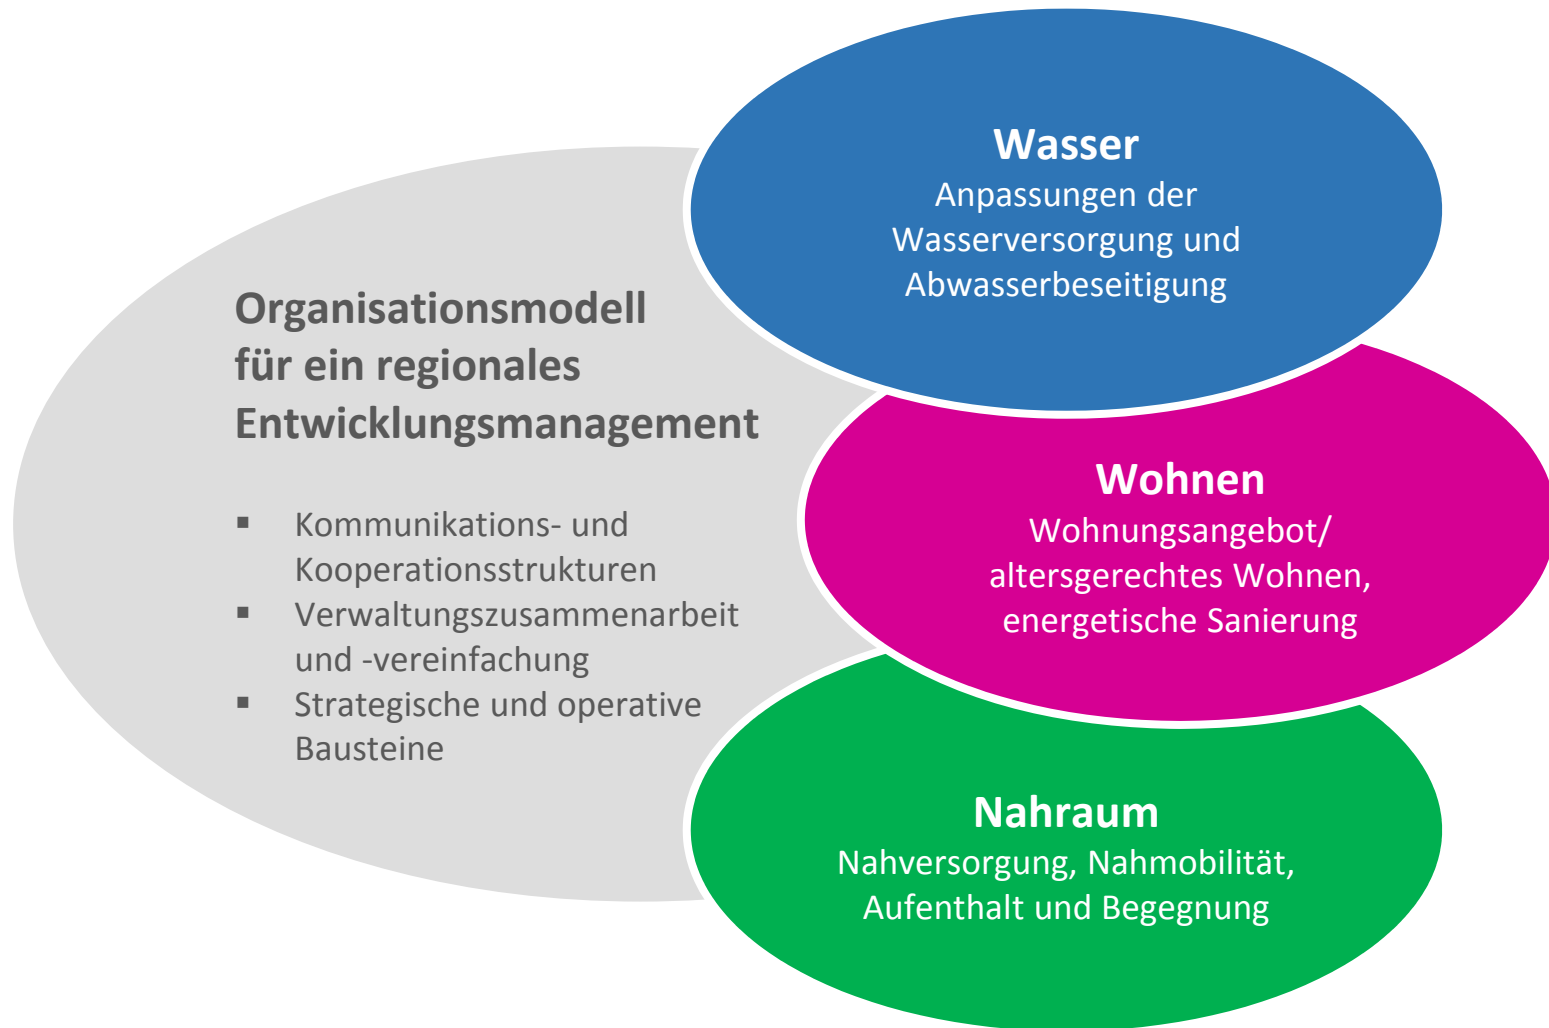 Organisationsmodell
für ein regionales
Entwicklungsmanagement
▪ Kommunikations- und
Kooperationsstrukturen
▪ Verwaltungszusammenarbeit
und -vereinfachung
▪ Strategische und operative
Bausteine
Wasser
Anpassungen der
Wasserversorgung und
Abwasserbeseitigung
Wohnen
Wohnungsangebot/
altersgerechtes Wohnen,
energetische Sanierung
Nahraum
Nahversorgung, Nahmobilität,
Aufenthalt und Begegnung